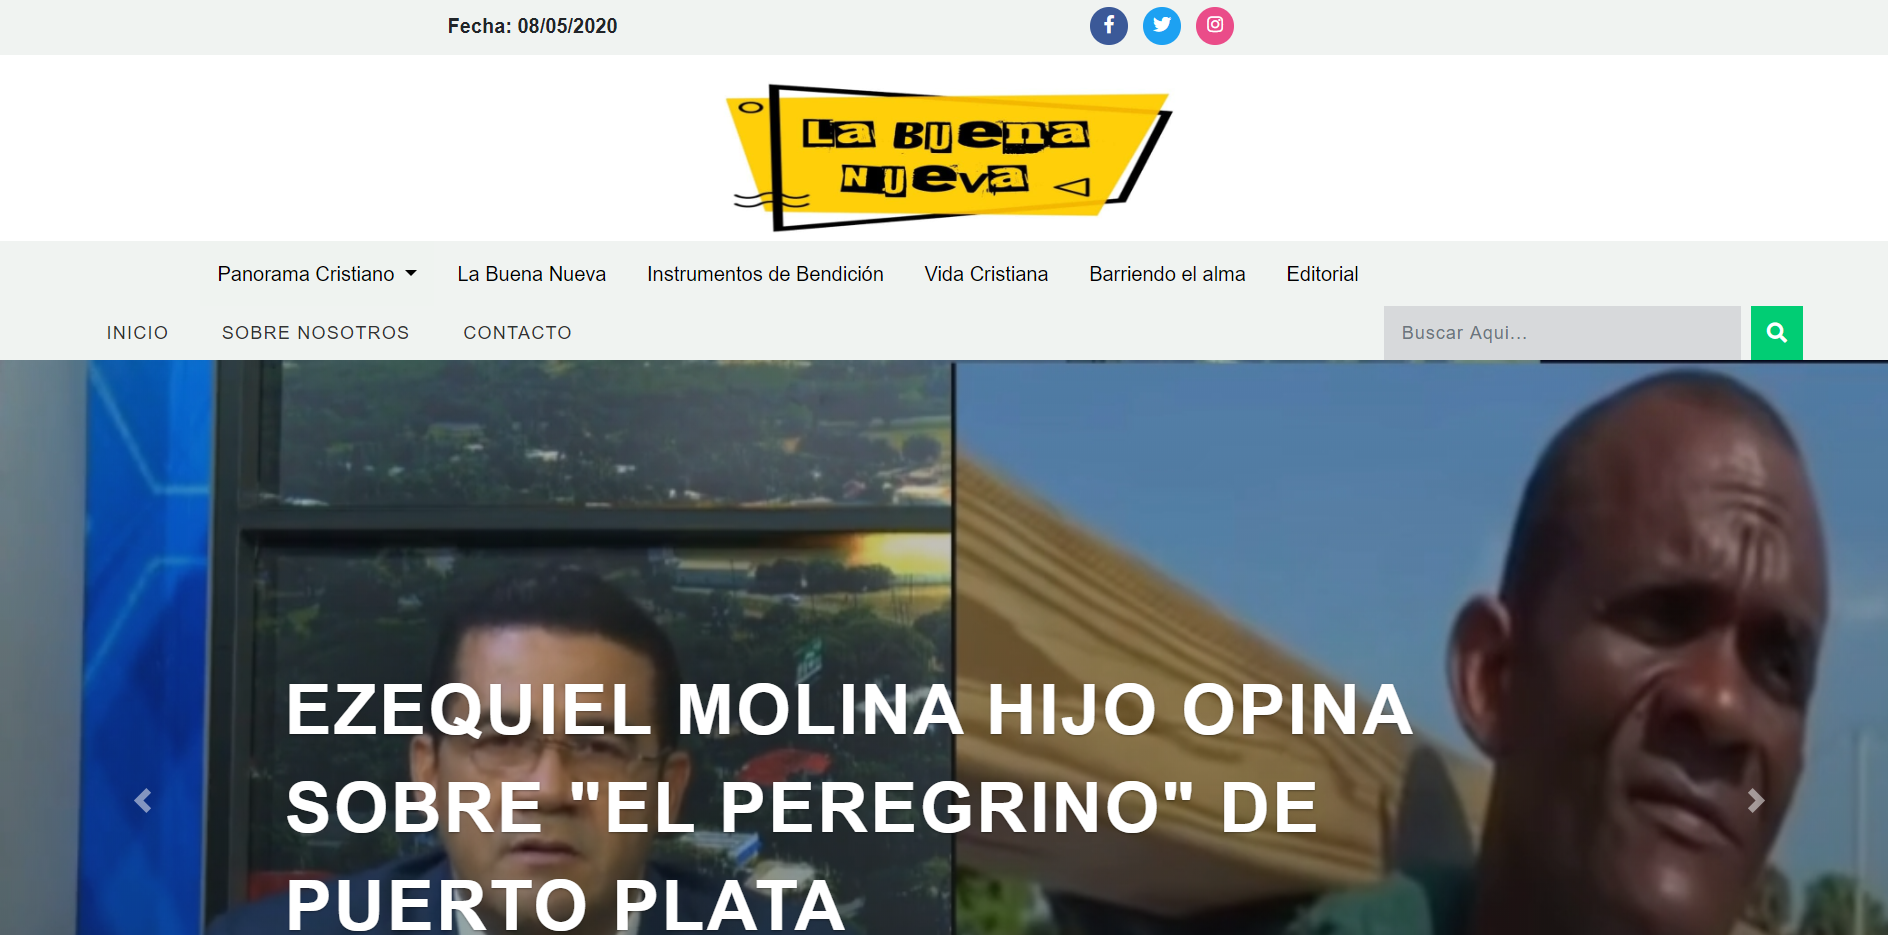 Fecha: 08/05/2020
La Buena
Nueva
Panorama Cristiano La Buena Nueva Instrumentos de Bendición Vida Cristiana Barriendo el alma Editorial
INICIO SOBRE NOSOTROS CONTACTO Buscar Aqui...
EZEQUIEL MOLINA HIJO OPINA
SOBRE "EL PEREGRINO" DE
PUERTO PLATA